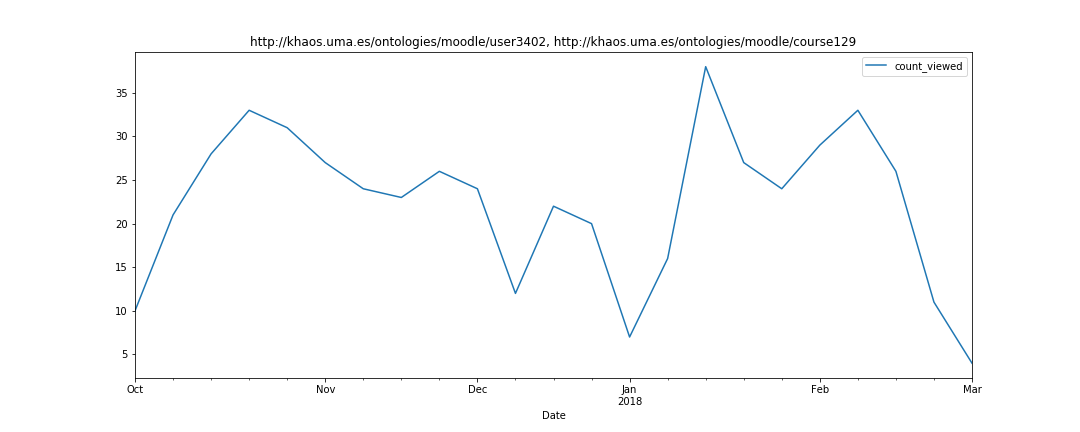 http://khaos.uma.es/ontologies/moodle/user3402, http://khaos.uma.es/ontologies/moodle/course129
count_viewed
35
30
25
20
15
10
5
Oct Nov Dec Jan Feb Mar
2018
Date